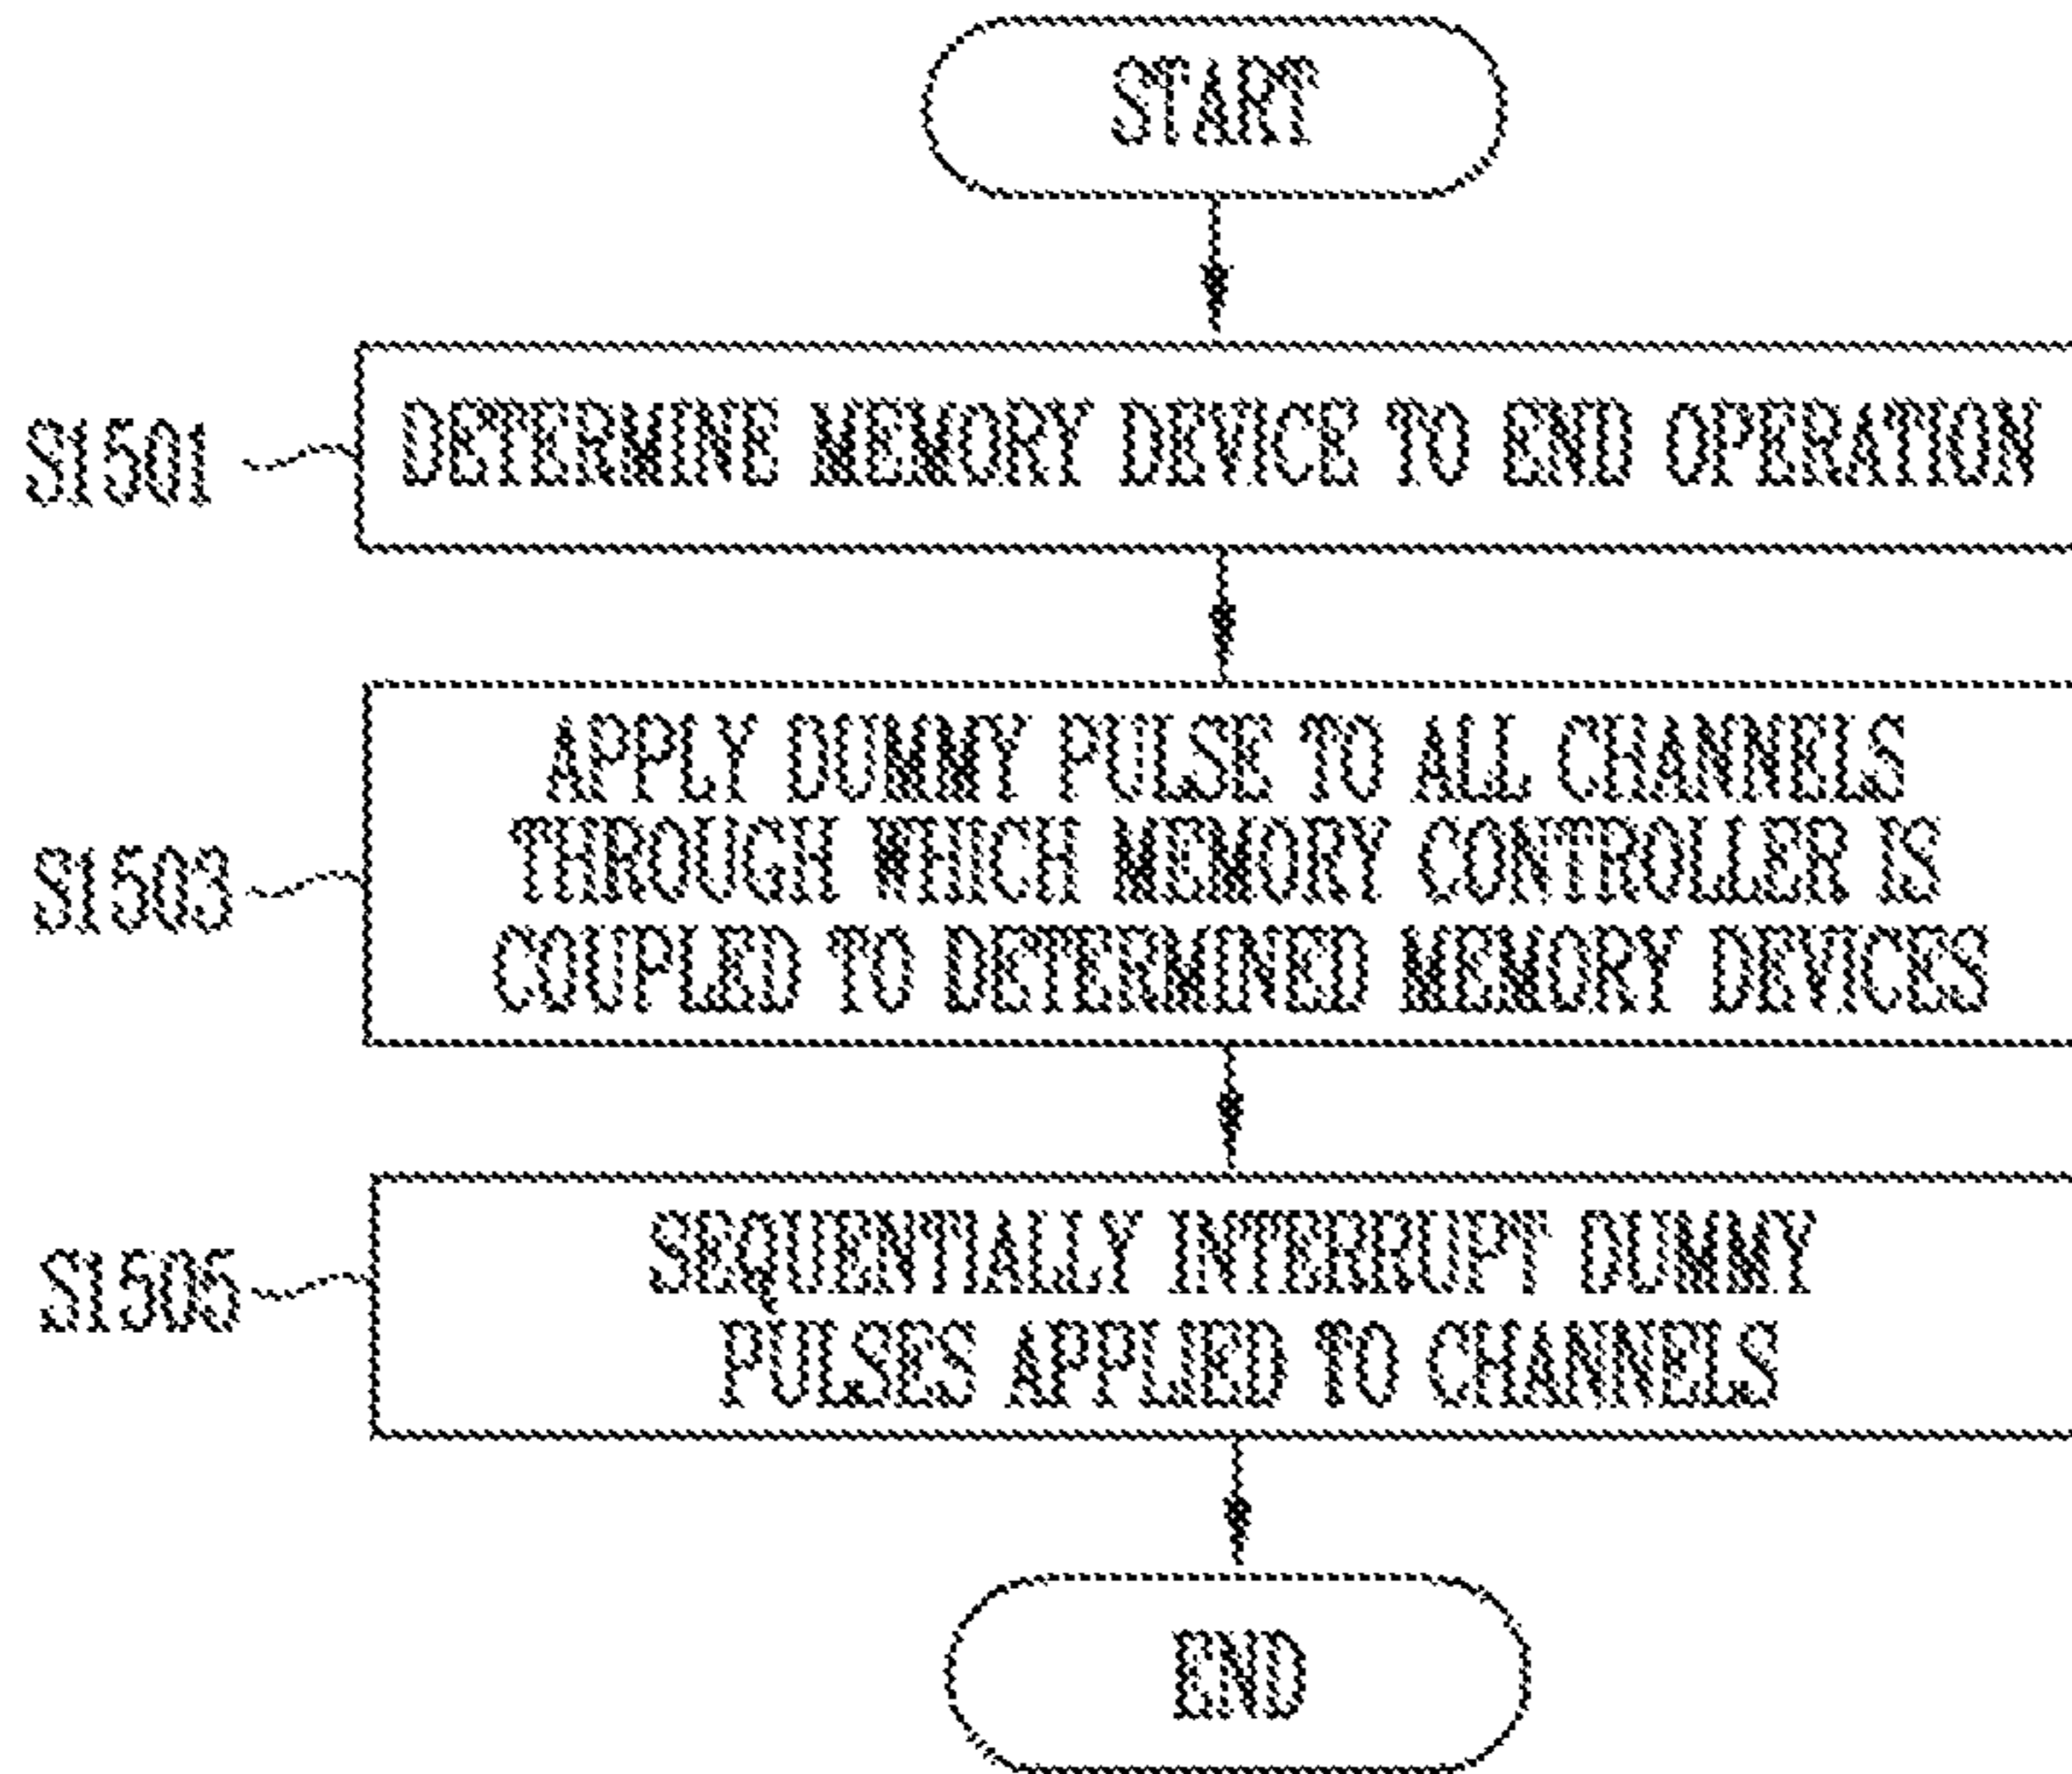 START
S1501
DETERMINE MEMORY DEVICE TO END OPERATION
S1503
APPLY DUMMY PULSE TO ALL CHANNELS
THROUGH WHICH MEMORY CONTROLLER IS
COUPLED TO DETERMINED MEMORY DEVICES
S1505
SEQUENTIALLY INTERRUPT DUMMY
PULSES APPLIED TO CHANNELS
END